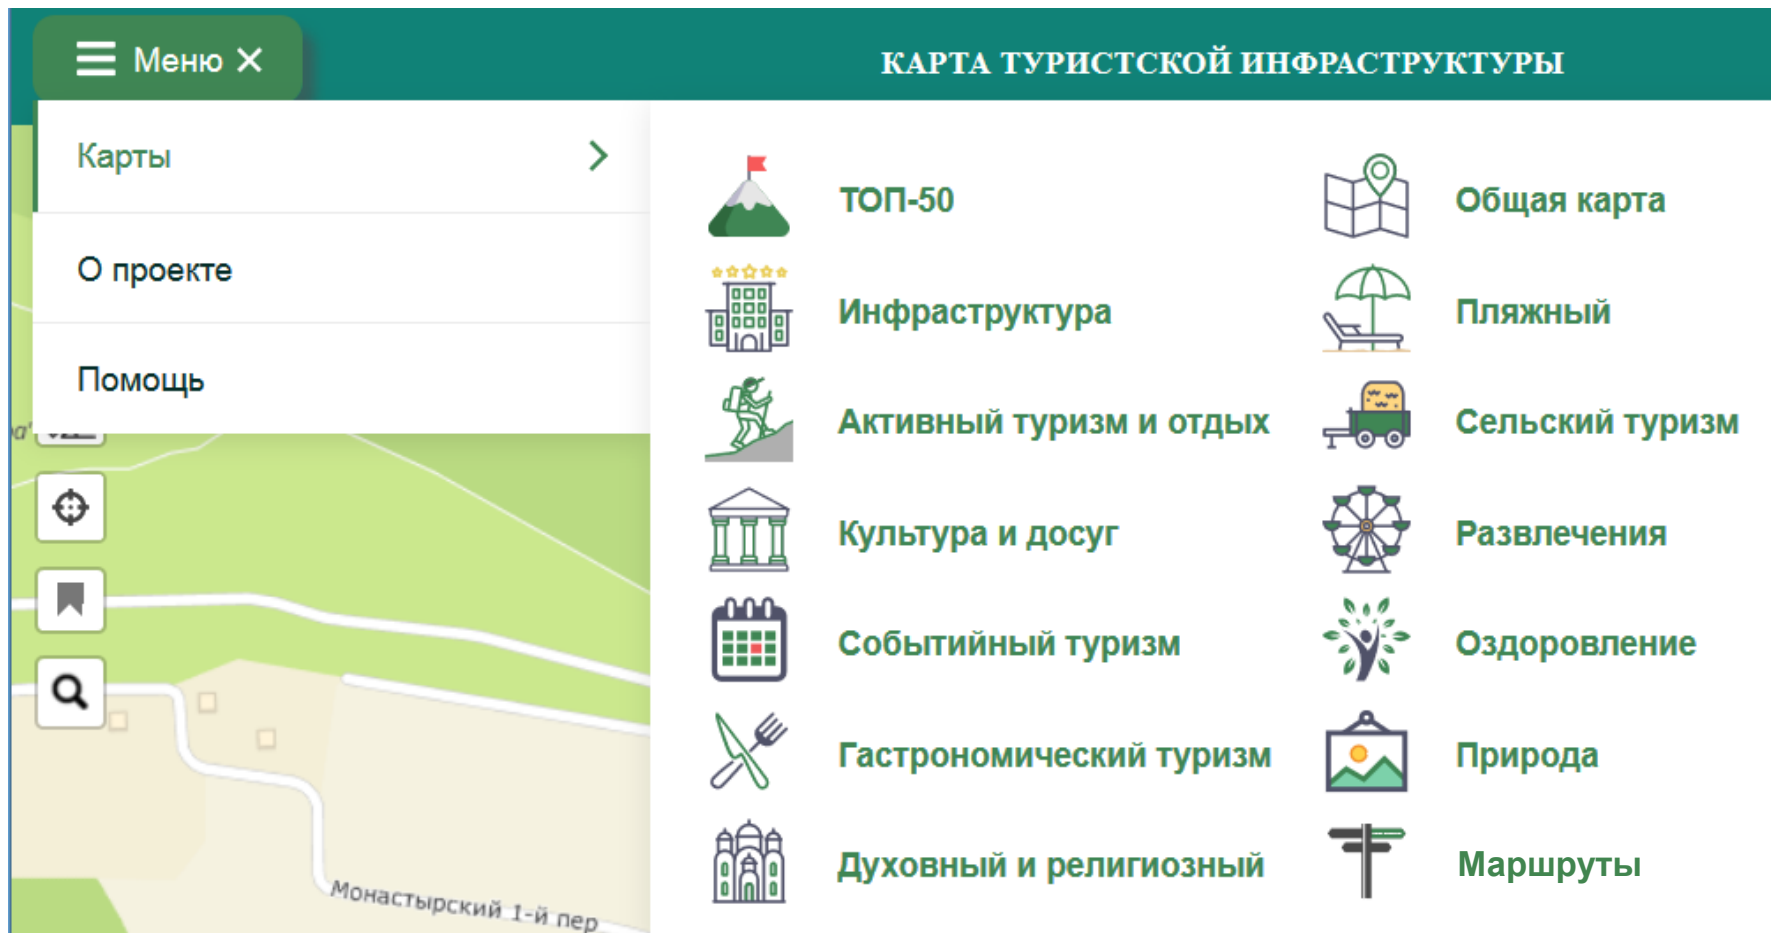 Меню
КАРТА ТУРИСТСКОЙ ИНФРАСТРУКТУРЫ
Карты
О проекте
Помощь
ТОП-50
Общая карта
Инфраструктура
Пляжный
Активный туризм и отдых
Сельский туризм
Культура и досуг
Развлечения
Событийный туризм
Оздоровление
Гастрономический туризм
Природа
Духовный и религиозный
Маршруты
Монастырский 1-й пер